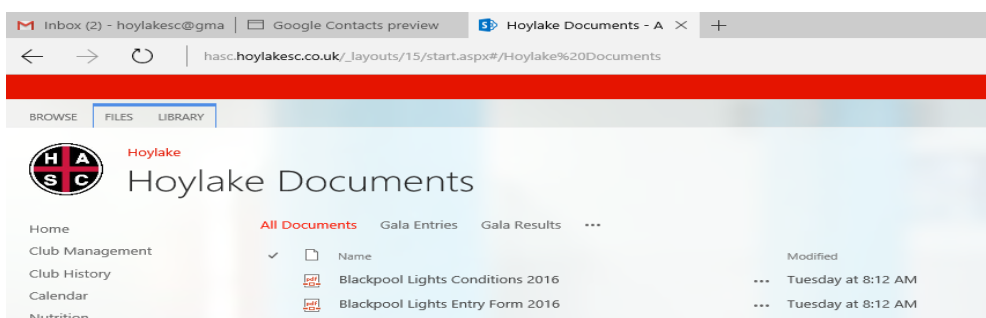 Inbox (2) - hoylakesc@gma Google Contacts preview Hoylake Documents - A
hasc.hoylakesc.co.uk/_layouts/15/start.aspx#/Hoylake%20Documents
BROWSE FILES LIBRARY
H A
S C
Hoylake
Hoylake Documents
Home
Club Management
Club History
Calendar
Nutrition
All Documents Gala Entries Gala Results ...
Name Modified
Blackpool Lights Conditions 2016 ... Tuesday at 8:12 AM
Blackpool Lights Entry Form 2016 ... Tuesday at 8:12 AM